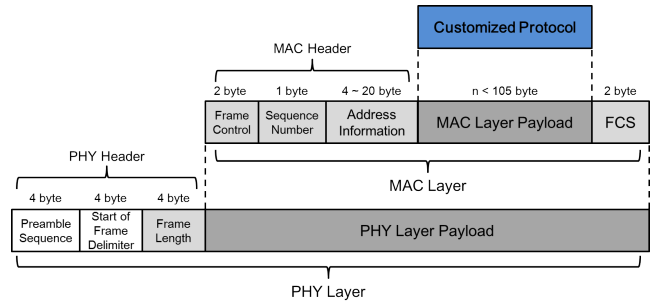 Customized Protocol
MAC Header
2 byte
1 byte
4 ~ 20 byte
n < 105 byte
2 byte
Frame
Control
Sequence
Number
Address
Information
MAC Layer Payload
FCS
PHY Header
MAC Layer
4 byte
4 byte
4 byte
Preamble
Sequence
Start of
Frame
Delimiter
Frame
Length
PHY Layer Payload
PHY Layer